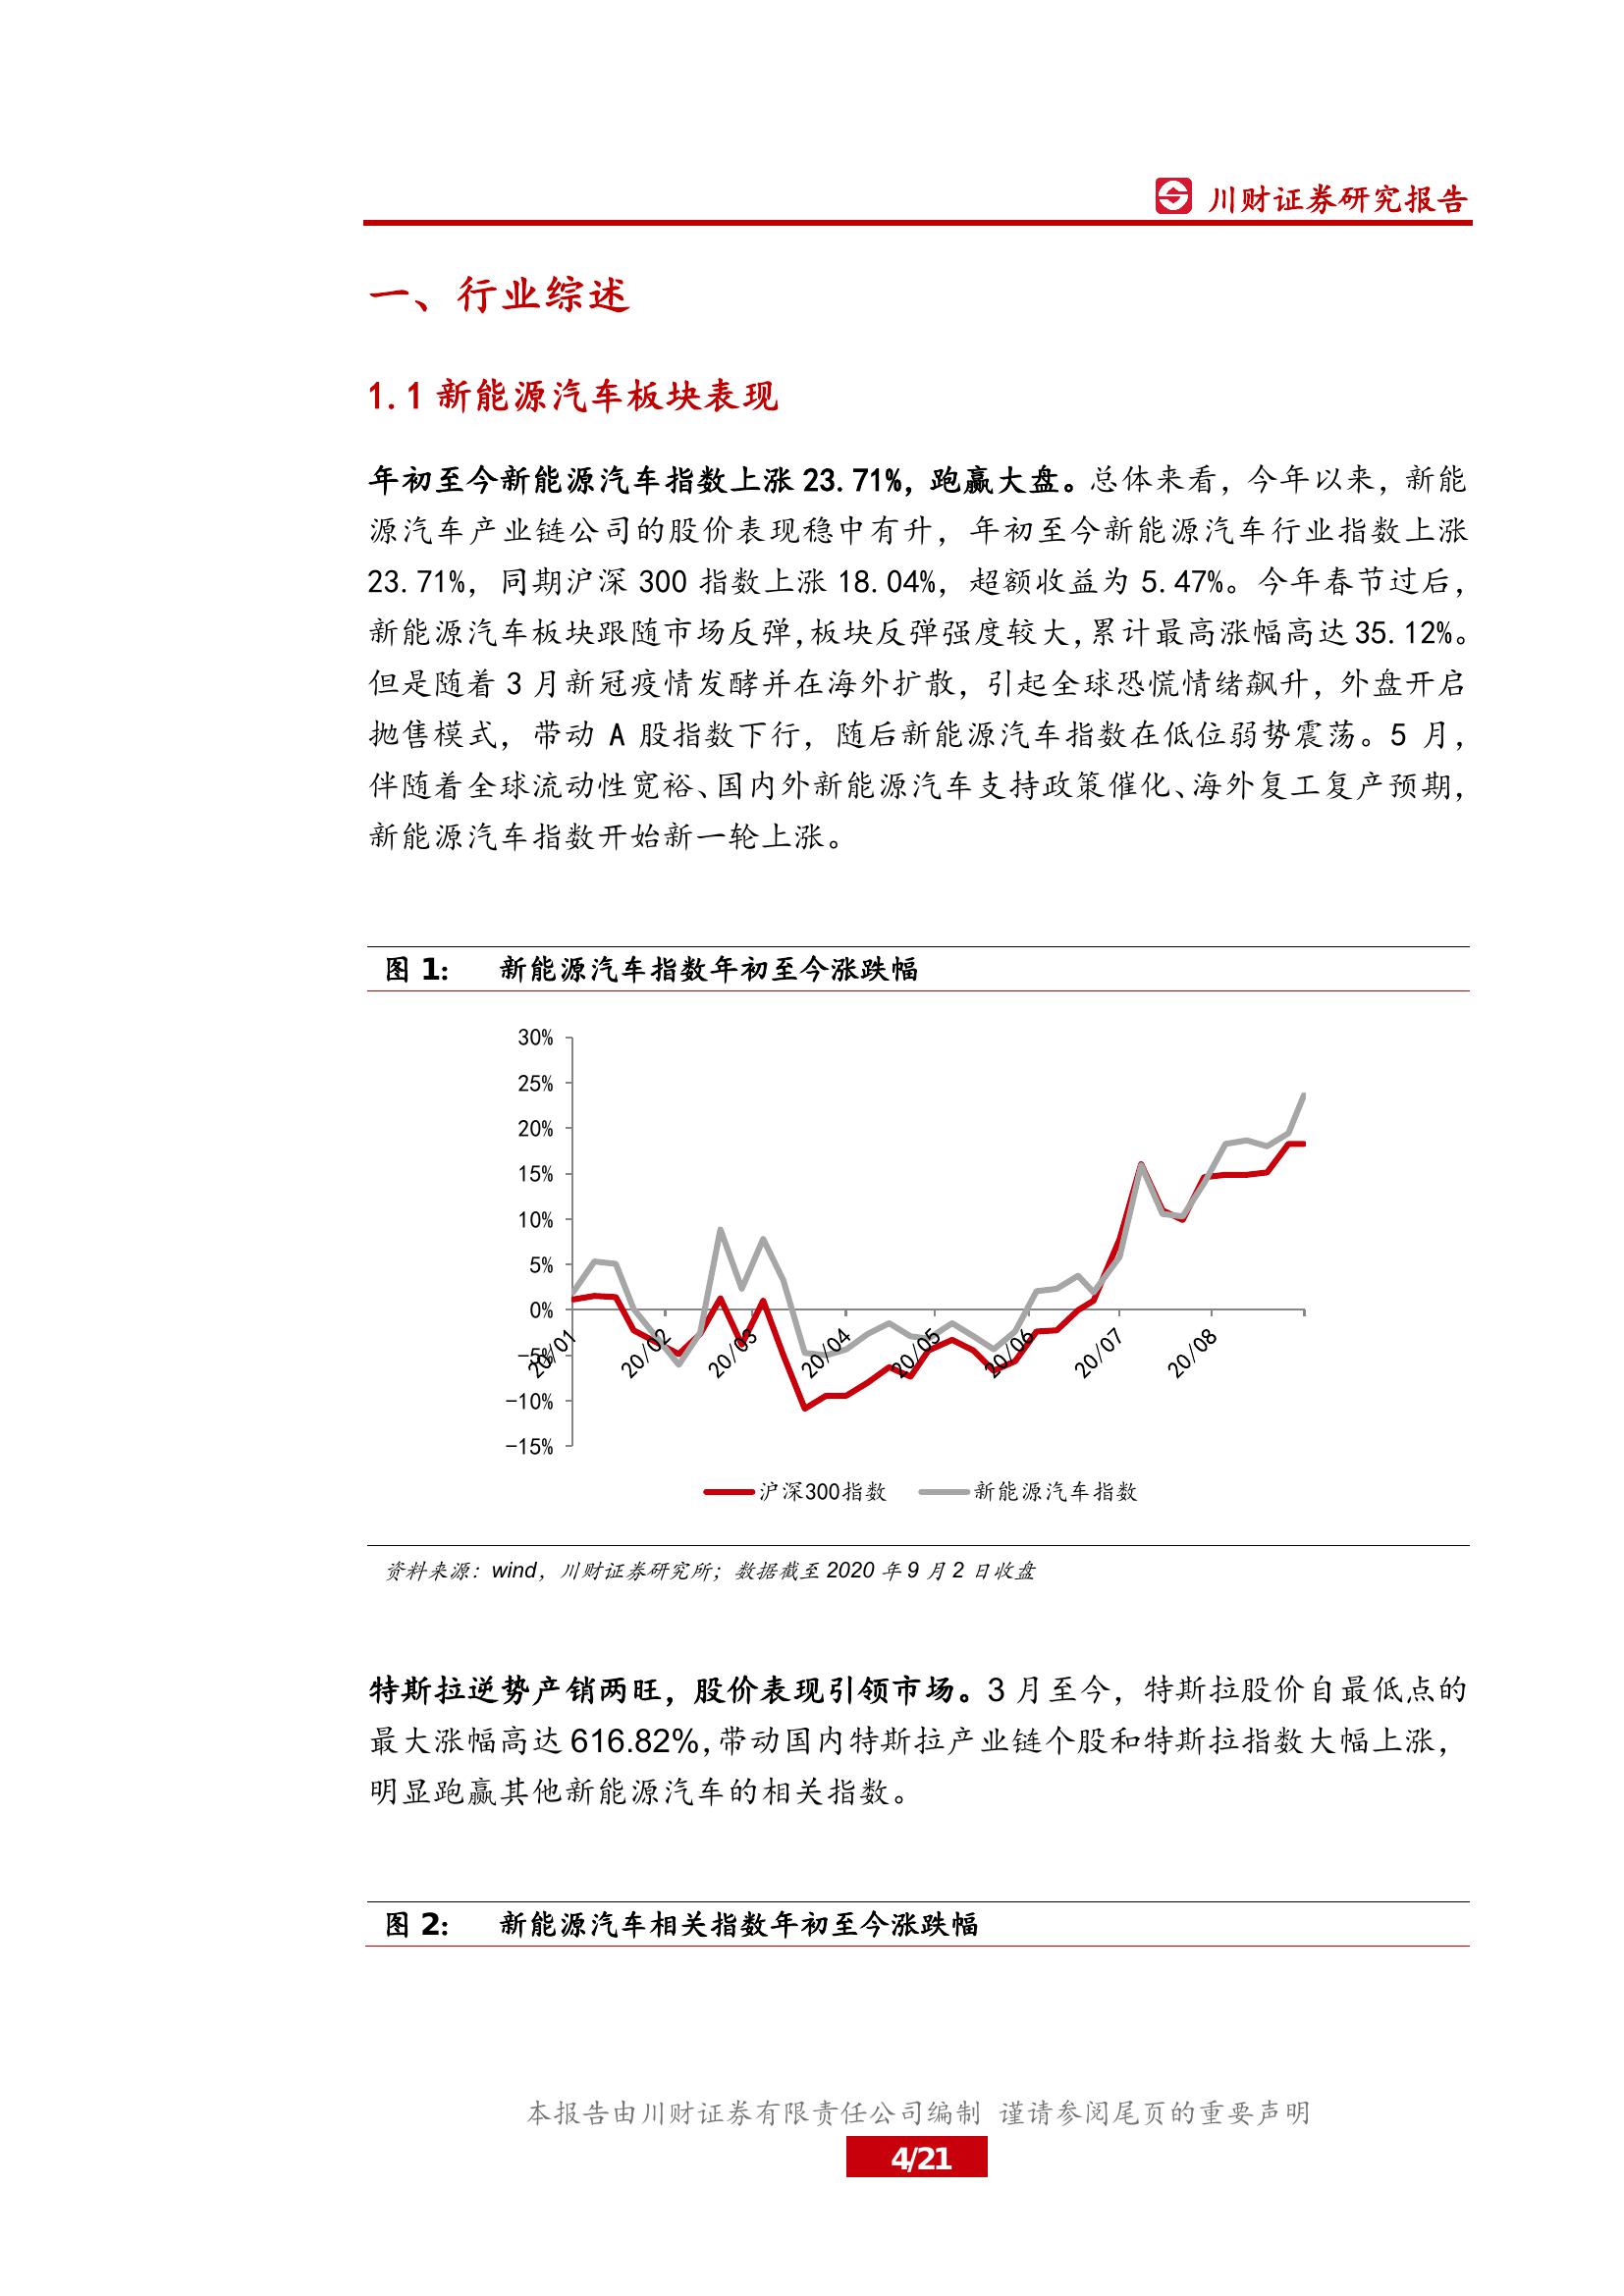 川财证券研究报告
一、行业综述
1.1 新能源汽车板块表现
年初至今新能源汽车指数上涨 23.71%，跑赢大盘。总体来看，今年以来，新能
源汽车产业链公司的股价表现稳中有升，年初至今新能源汽车行业指数上涨
23.71%，同期沪深 300 指数上涨 18.04%，超额收益为 5.47%。今年春节过后，
新能源汽车板块跟随市场反弹，板块反弹强度较大，累计最高涨幅高达 35.12%。
但是随着 3 月新冠疫情发酵并在海外扩散，引起全球恐慌情绪飙升，外盘开启
抛售模式，带动 A 股指数下行，随后新能源汽车指数在低位弱势震荡。5 月，
伴随着全球流动性宽裕、国内外新能源汽车支持政策催化、海外复工复产预期，
新能源汽车指数开始新一轮上涨。
图 1： 新能源汽车指数年初至今涨跌幅
30%
25%
20%
15%
10%
5%
0%
-5%
-10%
-15%
20/01 20/02 20/03 20/04 20/05 20/06 20/07 20/08
沪深300指数 新能源汽车指数
资料来源：wind，川财证券研究所；数据截至 2020 年 9 月 2 日收盘
特斯拉逆势产销两旺，股价表现引领市场。3 月至今，特斯拉股价自最低点的
最大涨幅高达 616.82%，带动国内特斯拉产业链个股和特斯拉指数大幅上涨，
明显跑赢其他新能源汽车的相关指数。
图 2： 新能源汽车相关指数年初至今涨跌幅
本报告由川财证券有限责任公司编制 谨请参阅尾页的重要声明
4/21